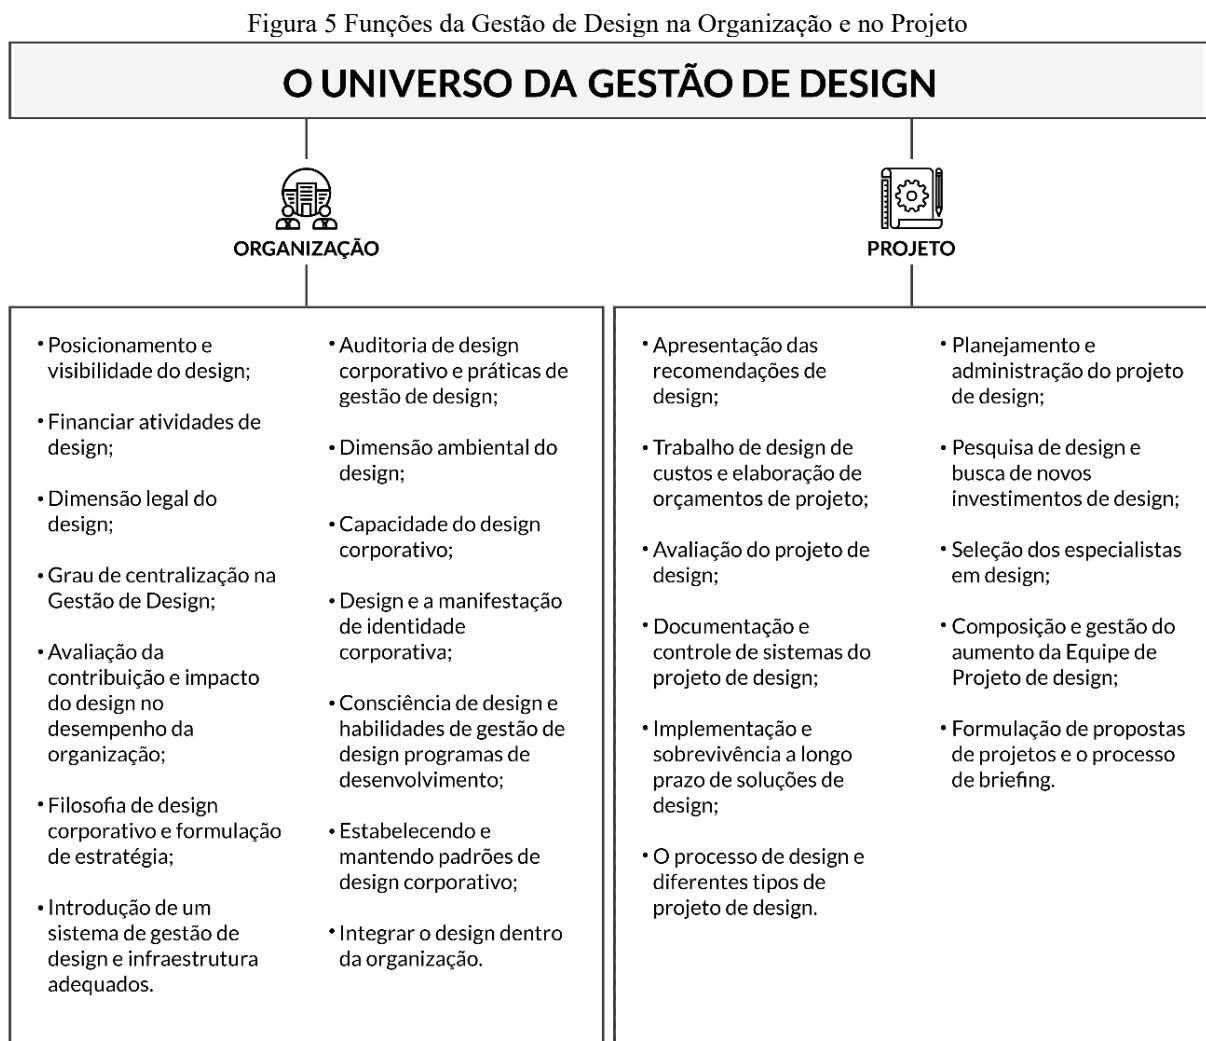 Figura 5 Funções da Gestão de Design na Organização e no Projeto
O UNIVERSO DA GESTÃO DE DESIGN
ORGANIZAÇÃO
• Posicionamento e
visibilidade do design;
• Financiar atividades de
design;
• Dimensão legal do
design;
• Grau de centralização na
Gestão de Design;
• Avaliação da
contribuição e impacto
do design no
desempenho da
organização;
• Filosofia de design
corporativo e formulação
de estratégia;
• Introdução de um
sistema de gestão de
design e infraestrutura
adequados.
• Auditoria de design
corporativo e práticas de
gestão de design;
• Dimensão ambiental do
design;
• Capacidade do design
corporativo;
• Design e a manifestação
de identidade
corporativa;
• Consciência de design e
habilidades de gestão de
design programas de
desenvolvimento;
• Estabelecendo e
mantendo padrões de
design corporativo;
• Integrar o design dentro
da organização.
PROJETO
• Apresentação das
recomendações de
design;
• Trabalho de design de
custos e elaboração de
orçamentos de projeto;
• Avaliação do projeto de
design;
• Documentação e
controle de sistemas do
projeto de design;
• Implementação e
sobrevivência a longo
prazo de soluções de
design;
• O processo de design e
diferentes tipos de
projeto de design.
• Planejamento e
administração do projeto
de design;
• Pesquisa de design e
busca de novos
investimentos de design;
• Seleção dos especialistas
em design;
• Composição e gestão do
aumento da Equipe de
Projeto de design;
• Formulação de propostas
de projetos e o processo
de briefing.